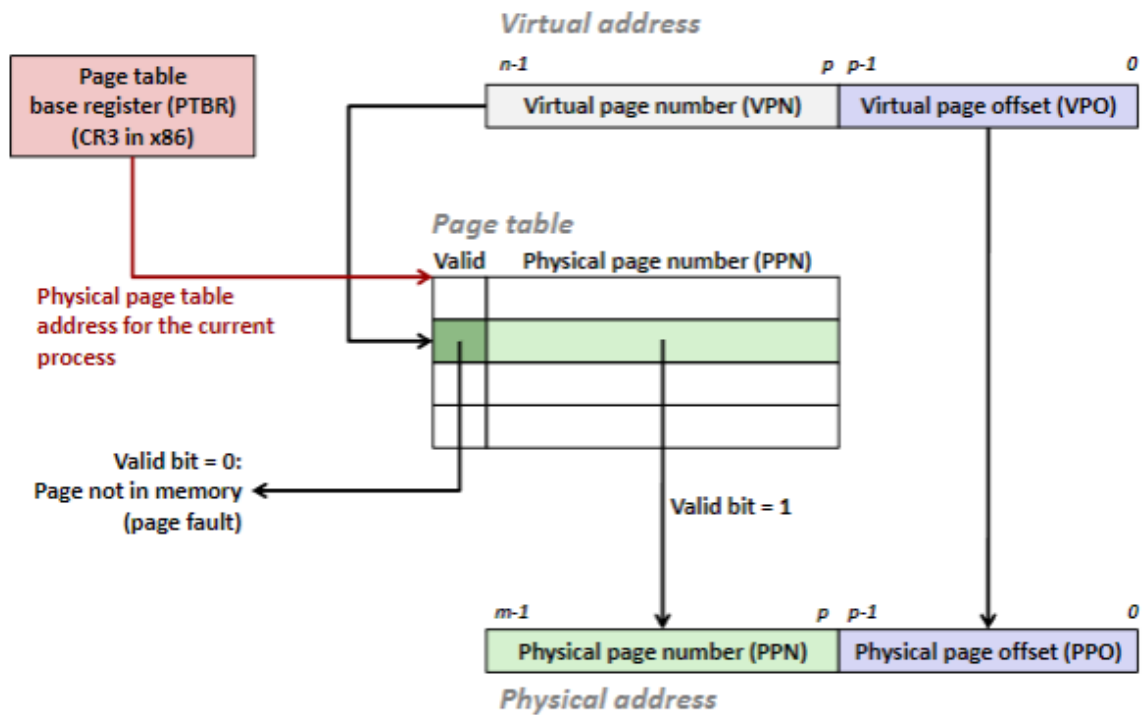 Virtual address
n-1 p p-1 0
Page table
base register (PTBR)
(CR3 in x86)
Virtual page number (VPN) Virtual page offset (VPO)
Page table
Valid Physical page number (PPN)
Physical page table
address for the current
process
Valid bit = 0:
Page not in memory
(page fault)
Valid bit = 1
m-1 p p-1 0
Physical page number (PPN) Physical page offset (PPO)
Physical address